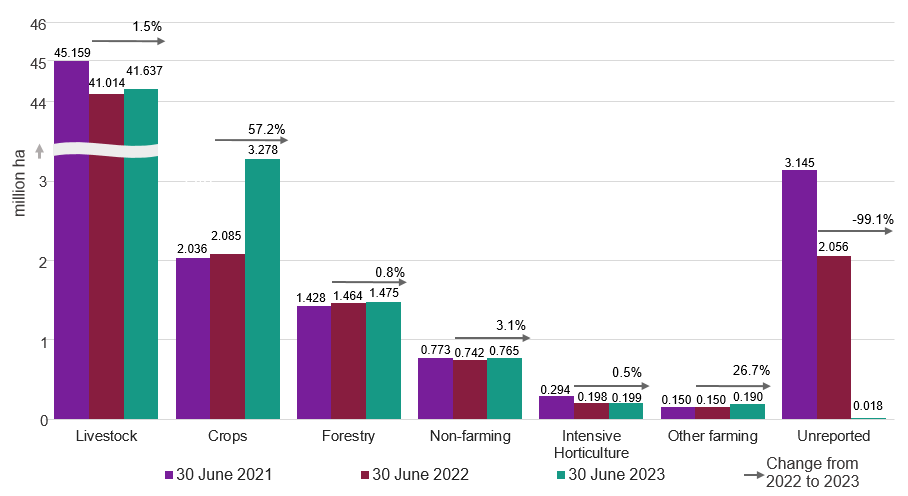 46
45
44
3
2
1
0
million ha
1.5%
45.159
41.014
41.637
57.2%
2.036
2.085
3.278
0.8%
1.428 1.464 1.475
3.1%
0.773 0.742 0.765
0.5%
0.294 0.198 0.199
26.7%
0.150 0.150 0.190
-99.1%
3.145
2.056
0.018
Livestock
Crops
Forestry
Non-farming
Intensive
Horticulture
Other farming
Unreported
30 June 2021
30 June 2022
30 June 2023
Change from
2022 to 2023